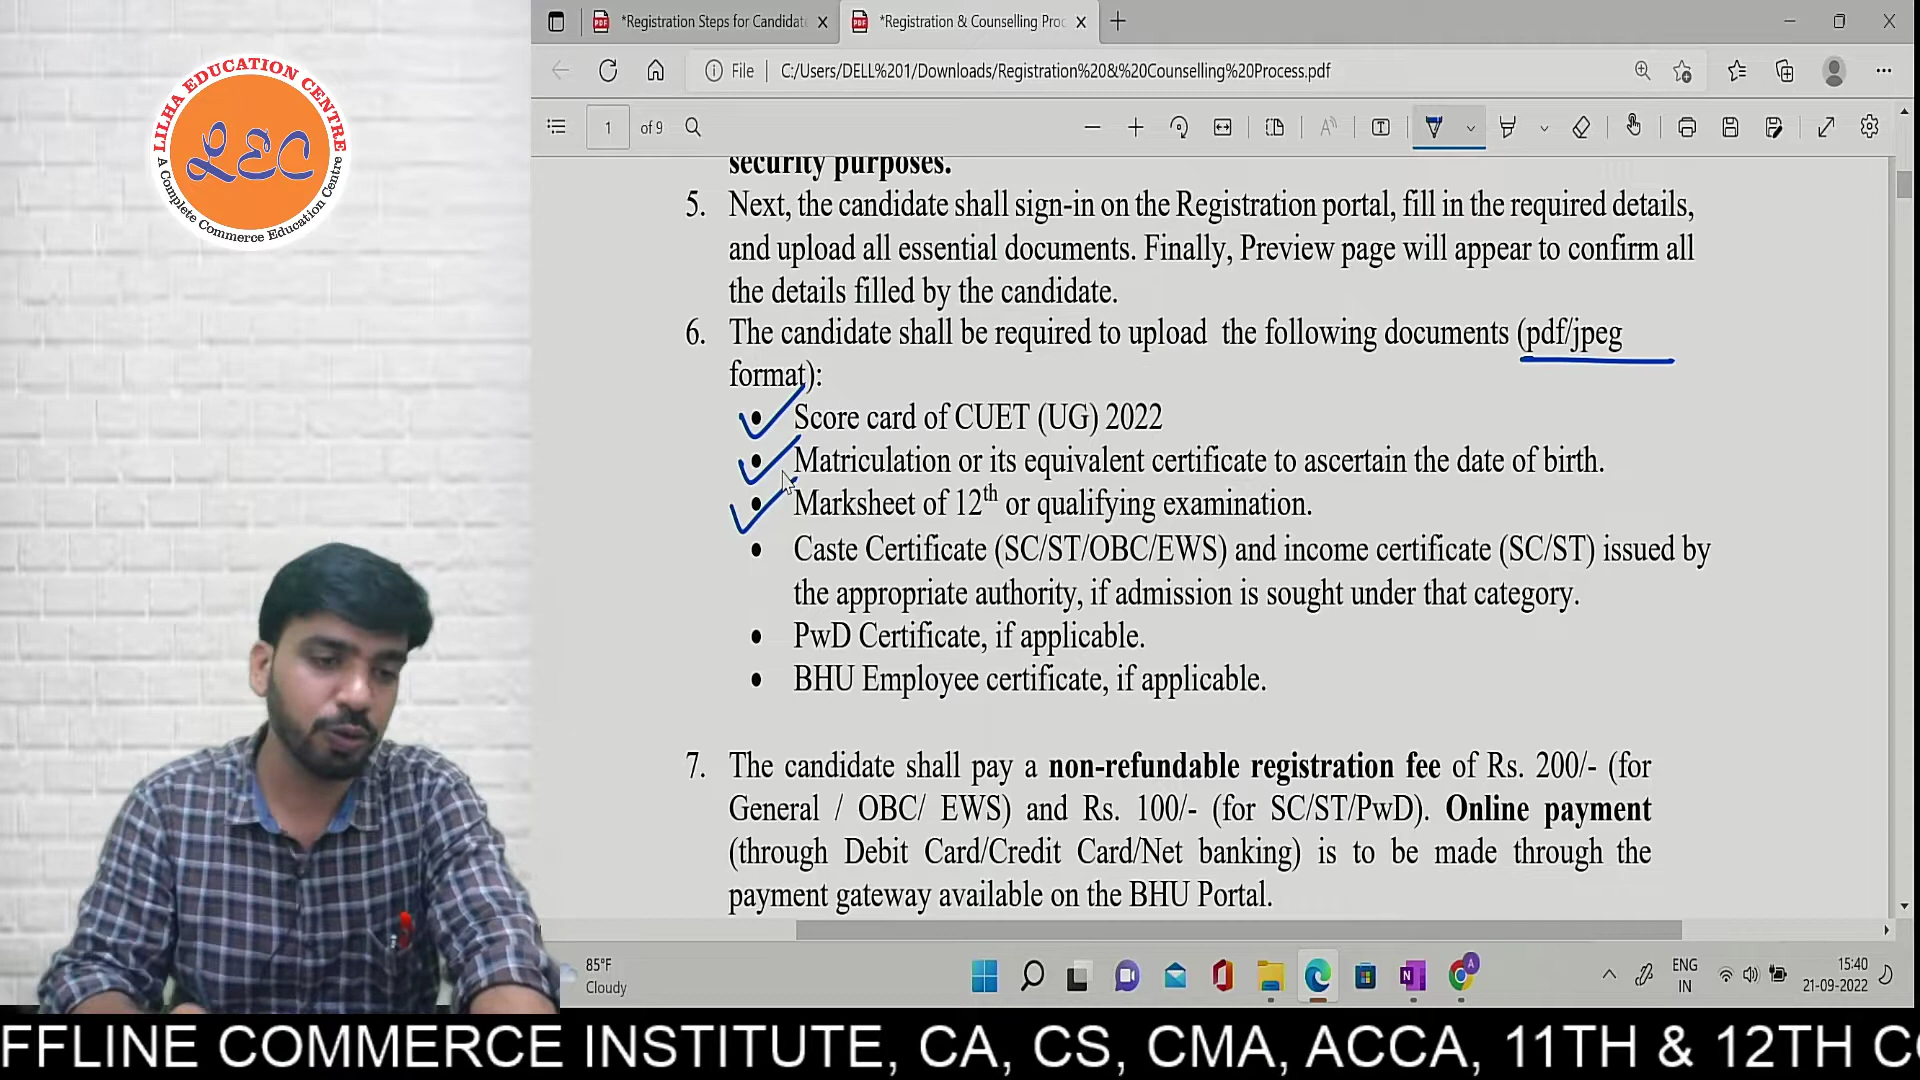 LILHA EDUCATION CENTRE
LEC
A Complete Commerce Education Centre
*Registration Steps for Candidat
*Registration & Counselling Proc
File
C:/Users/DELL%201/Downloads/Registration%20&%20Counselling%20Process.pdf
1 of 9
security purposes.
5. Next, the candidate shall sign-in on the Registration portal, fill in the required details,
and upload all essential documents. Finally, Preview page will appear to confirm all
the details filled by the candidate.
6. The candidate shall be required to upload the following documents (pdf/jpeg
format):
• Score card of CUET (UG) 2022
• Matriculation or its equivalent certificate to ascertain the date of birth.
• Marksheet of 12th or qualifying examination.
• Caste Certificate (SC/ST/OBC/EWS) and income certificate (SC/ST) issued by
the appropriate authority, if admission is sought under that category.
• PwD Certificate, if applicable.
• BHU Employee certificate, if applicable.
7. The candidate shall pay a non-refundable registration fee of Rs. 200/- (for
General / OBC/ EWS) and Rs. 100/- (for SC/ST/PwD). Online payment
(through Debit Card/Credit Card/Net banking) is to be made through the
payment gateway available on the BHU Portal.
85°F
Cloudy
ENG
IN
15:40
21-09-2022
FFLINE COMMERCE INSTITUTE, CA, CS, CMA, ACCA, 11TH & 12TH C